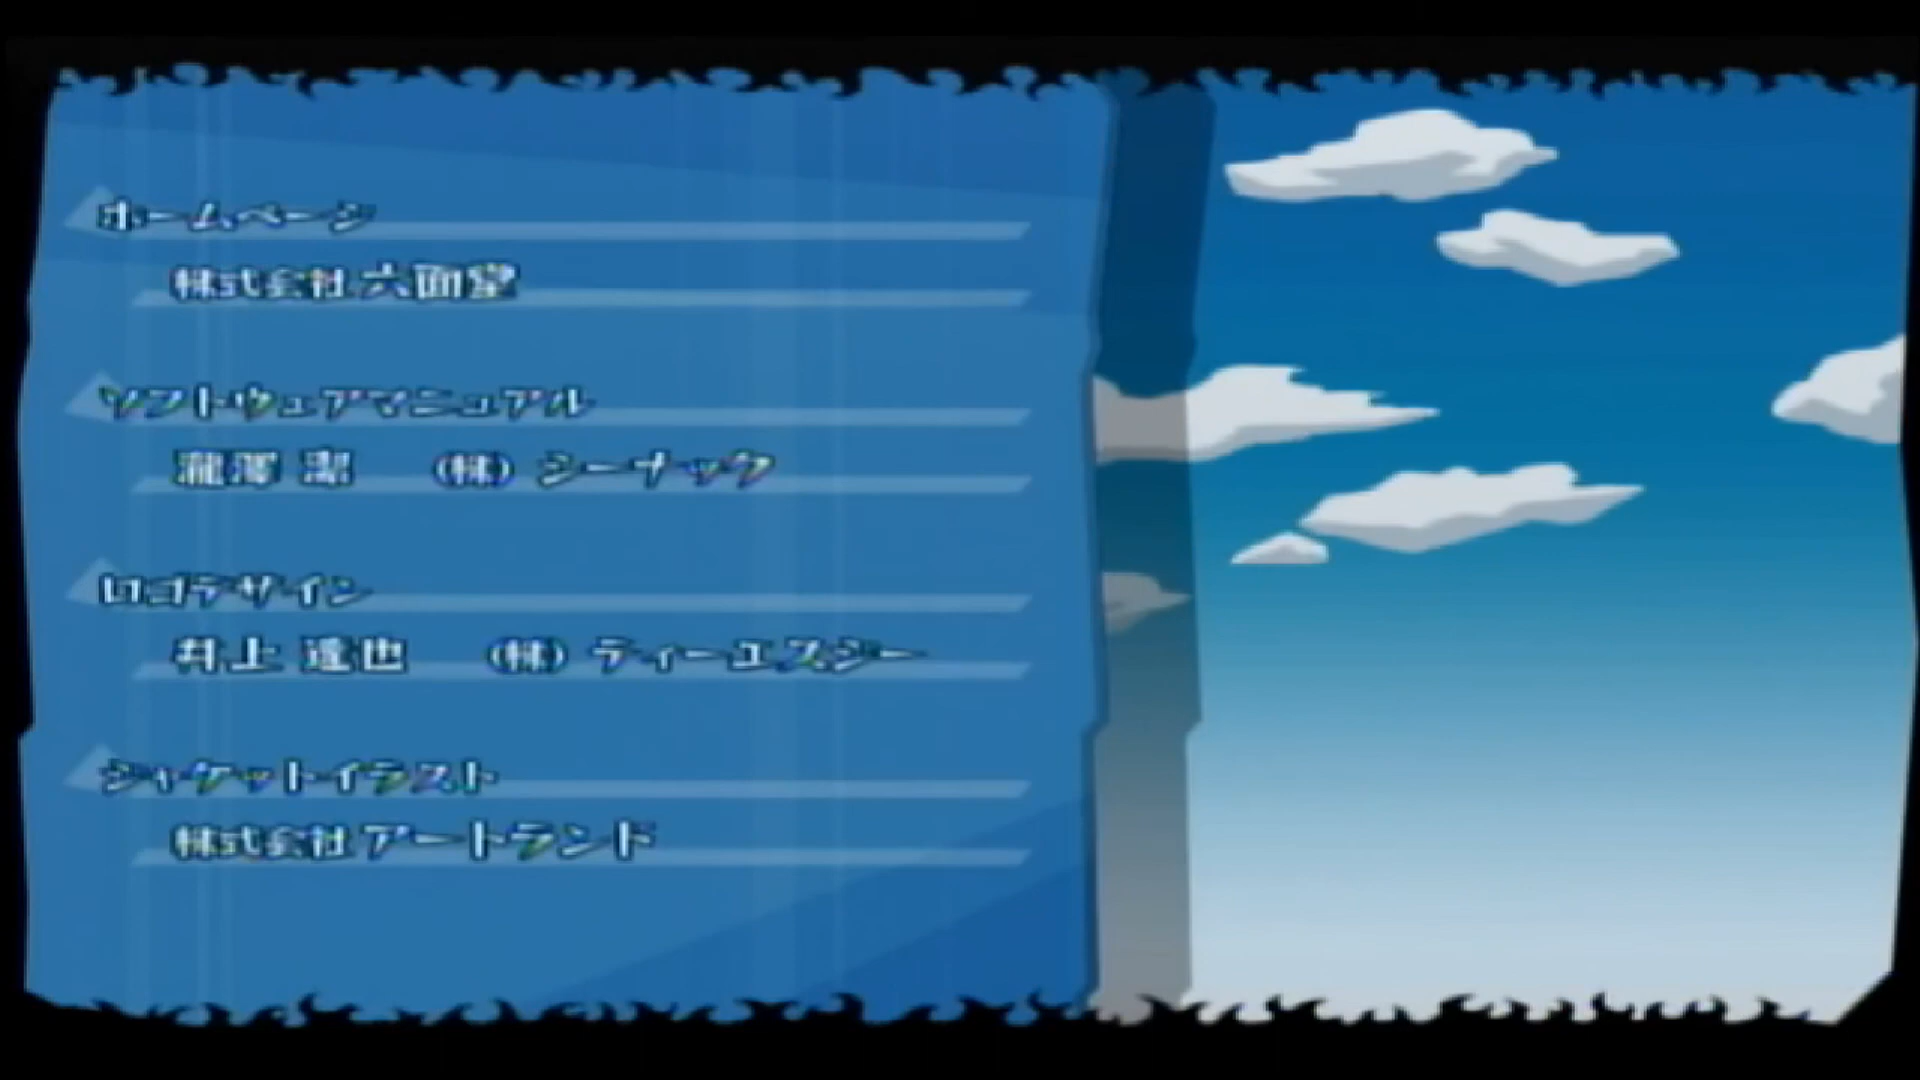 ホームページ
株式会社 六面堂
ソフトウェアマニュアル
瀧澤 潔 (株) シーナック
ロゴデザイン
井上 達也 (株) ティーエスジー
ジャケットイラスト
株式会社 アートランド